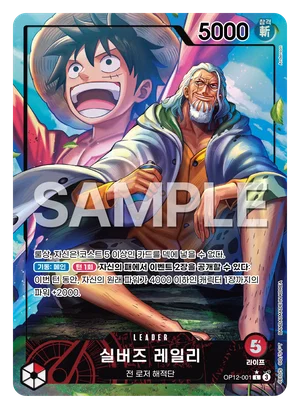 5000
참격
斬
SAMPLE
룰상, 자신은 코스트 5 이상인 카드를 덱에 넣을 수 없다.
기동: 메인 턴 1회 자신의 패에서 이벤트 2장을 공개할 수 있다:
이번 턴 동안, 자신의 원래 파워가 4000 이하인 캐릭터 1장까지의
파워 +2000.
LEADER
실버즈 레일리
전 로저 해적단
5
라이프
OP12-001 L 3